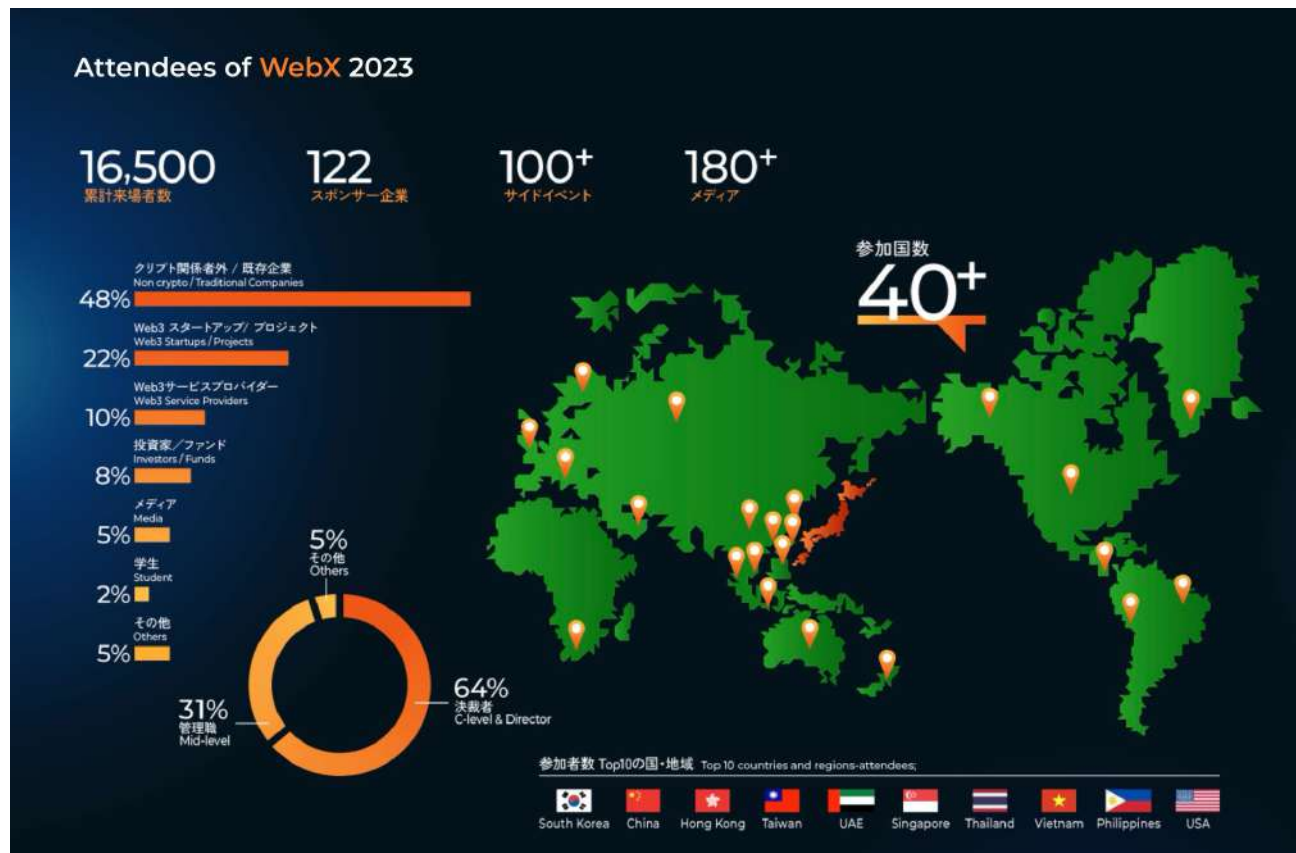 Attendees of WebX 2023
16,500
累計来場者数
122
スポンサー企業
100+
サイドイベント
180+
メディア
参加国数
40+
クリプト関係者外 / 既存企業
Non crypto / Traditional Companies
48%
Web3 スタートアップ/ プロジェクト
Web3 Startups / Projects
22%
Web3サービスプロバイダー
Web3 Service Providers
10%
投資家／ファンド
Investors / Funds
8%
メディア
Media
5%
学生
Student
2%
その他
Others
5%
5%
その他
Others
31%
管理職
Mid-level
64%
決裁者
C-level & Director
参加者数 Top10の国・地域 Top 10 countries and regions-attendees;
South Korea China Hong Kong Taiwan UAE Singapore Thailand Vietnam Philippines USA